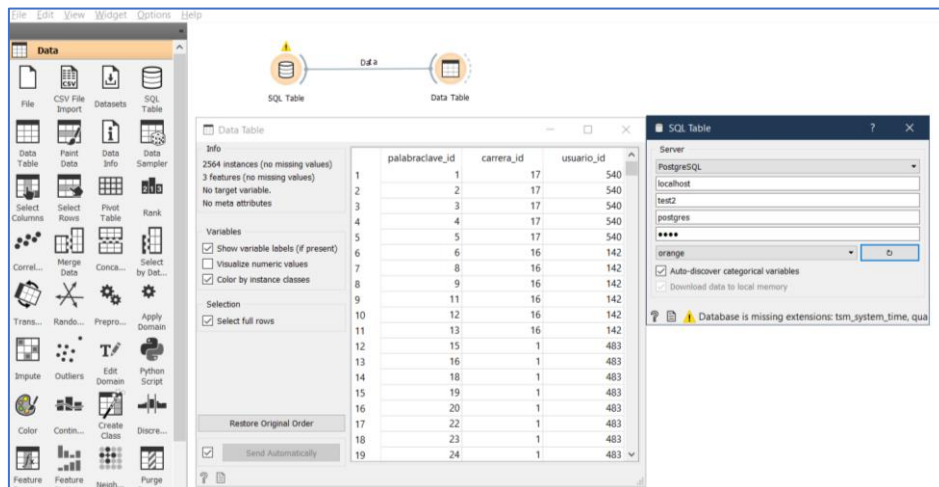 File Edit View Widget Options Help
Data
File
CSV File Import
Datasets
SQL Table
Data Table
Paint Data
Data Info
Data Sampler
Select Columns
Select Rows
Pivot Table
Rank
Correl...
Merge Data
Conca...
Select by Dat...
Trans...
Rando...
Prepro...
Apply Domain
Impute
Outliers
Edit Domain
Python Script
Color
Contin...
Create Class
Discre...
Feature
Feature
Neigh...
Purge
SQL Table
Data
Data Table
Data Table
Info
2564 instances (no missing values)
3 features (no missing values)
No target variable.
No meta attributes
Variables
Show variable labels (if present)
Visualize numeric values
Color by instance classes
Selection
Select full rows
Restore Original Order
Send Automatically
palabraclave_id carrera_id usuario_id
1 1 17 540
2 2 17 540
3 3 17 540
4 4 17 540
5 5 17 540
6 6 16 142
7 8 16 142
8 9 16 142
9 11 16 142
10 12 16 142
11 13 16 142
12 15 1 483
13 16 1 483
14 18 1 483
15 19 1 483
16 20 1 483
17 22 1 483
18 23 1 483
19 24 1 483
SQL Table ? ×
Server
PostgreSQL
localhost
test2
postgres
••••
orange
Auto-discover categorical variables
Download data to local memory
? Database is missing extensions: tsm_system_time, qua